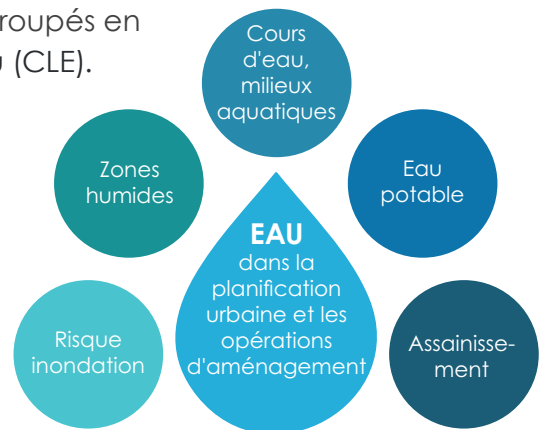 roupés en
u (CLE).
Cours
d'eau,
milieux
aquatiques
Zones
humides
Eau
potable
EAU
dans la
planification
urbaine et les
opérations
d'aménagement
Risque
inondation
Assainisse-
ment